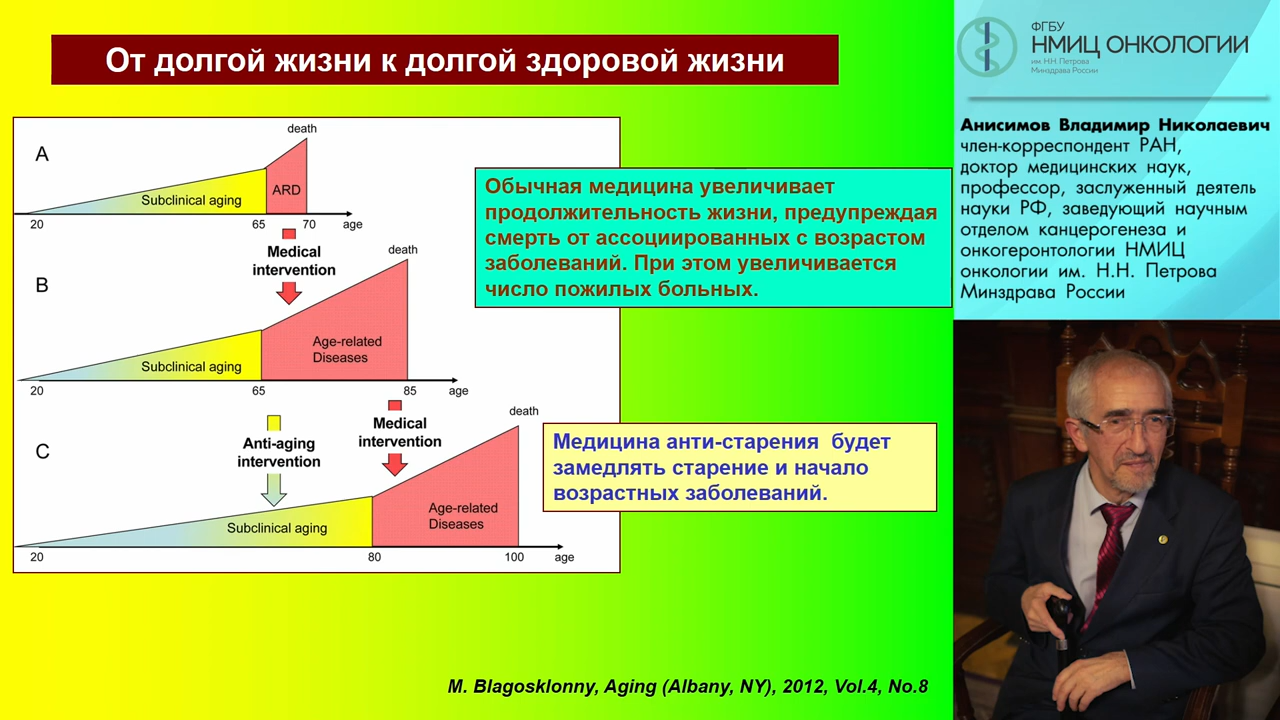 От долгой жизни к долгой здоровой жизни
A
death
Subclinical aging
ARD
20
65
70
age
Medical
intervention
B
death
Subclinical aging
Age-related
Diseases
20
65
85
age
C
Anti-aging
intervention
Medical
intervention
death
Subclinical aging
Age-related
Diseases
20
80
100
age
Обычная медицина увеличивает
продолжительность жизни, предупреждая
смерть от ассоциированных с возрастом
заболеваний. При этом увеличивается
число пожилых больных.
Медицина анти-старения будет
замедлять старение и начало
возрастных заболеваний.
M. Blagosklonny, Aging (Albany, NY), 2012, Vol.4, No.8
ФГБУ
НМИЦ ОНКОЛОГИИ
им. Н.Н. Петрова
Минздрава России
Анисимов Владимир Николаевич
член-корреспондент РАН,
доктор медицинских наук,
профессор, заслуженный деятель
науки РФ, заведующий научным
отделом канцерогенеза и
онкогеронтологии НМИЦ
онкологии им. Н.Н. Петрова
Минздрава России